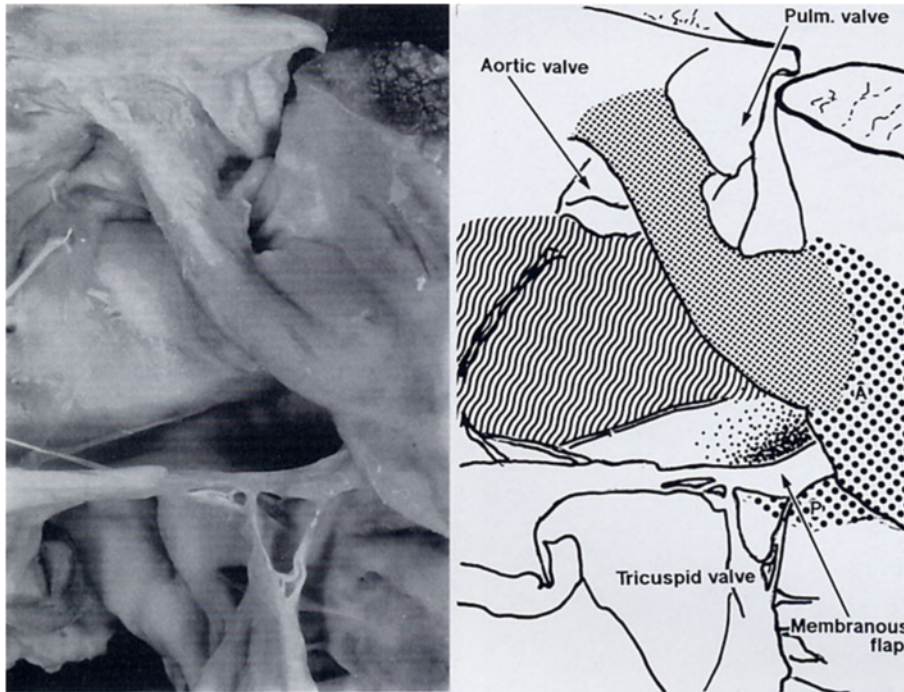 Pulm. valve
Aortic valve
A
P
Tricuspid valve
Membranous
flap